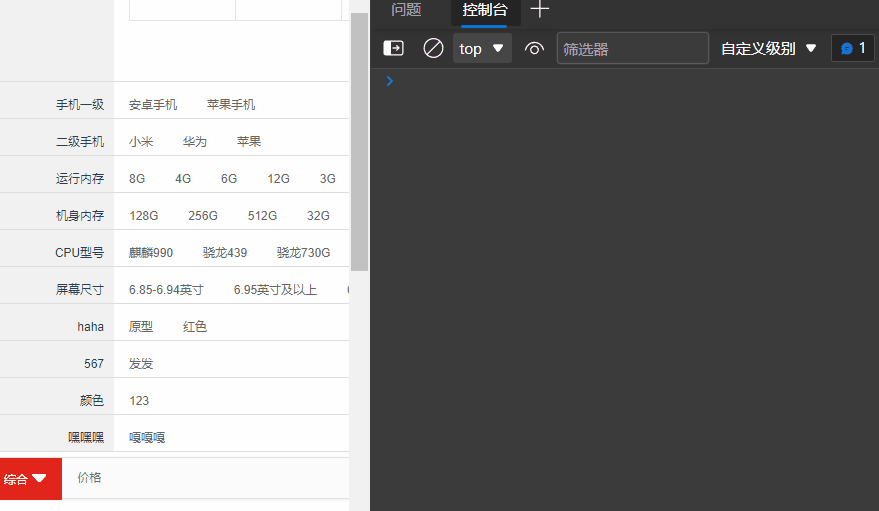 手机一级 安卓手机 苹果手机
二级手机 小米 华为 苹果
运行内存 8G 4G 6G 12G 3G
机身内存 128G 256G 512G 32G
CPU型号 麒麟990 骁龙439 骁龙730G
屏幕尺寸 6.85-6.94英寸 6.95英寸及以上
haha 原型 红色
567 发发
颜色 123
嘿嘿嘿 嘎嘎嘎
综合 价格
问题 控制台
top 筛选器 自定义级别 1